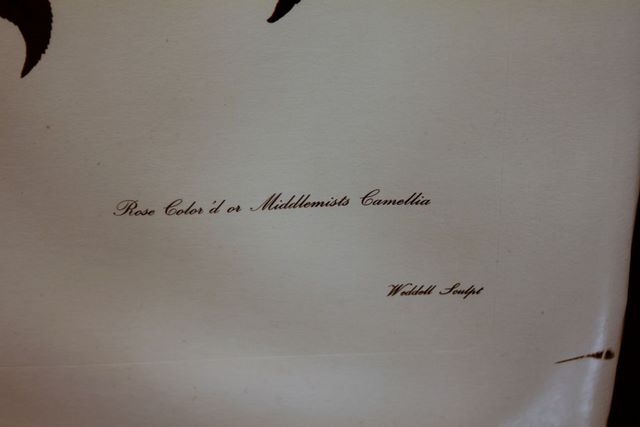 Rose Color'd or Middlemists Camellia
Weddell Sculpt